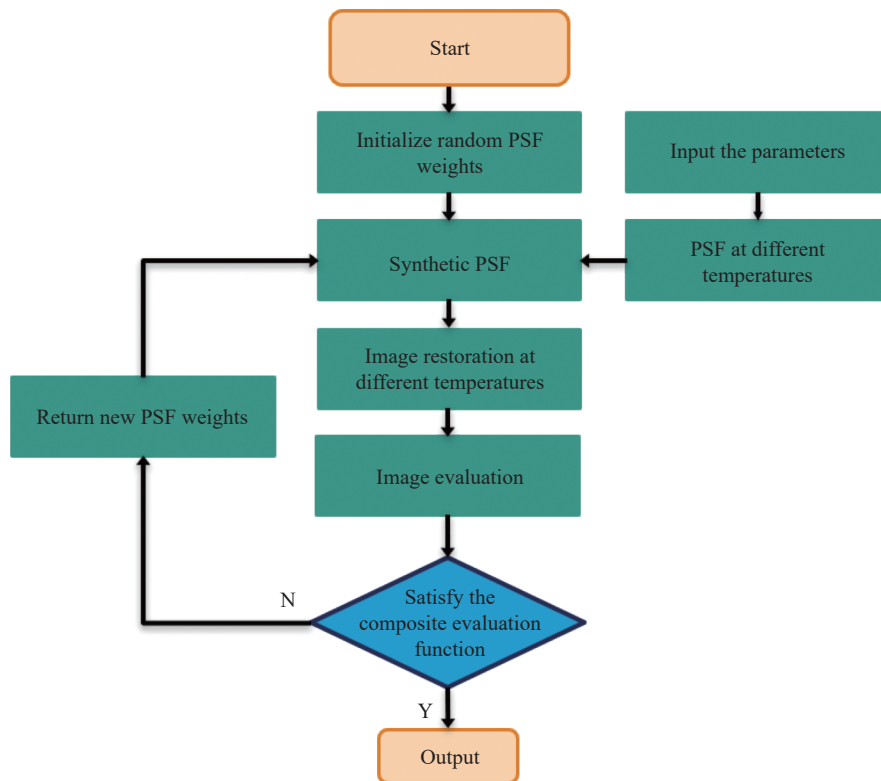 Start
Initialize random PSF
weights
Input the parameters
Synthetic PSF
PSF at different
temperatures
Image restoration at
different temperatures
Return new PSF weights
Image evaluation
Satisfy the
composite evaluation
function
N
Y
Output